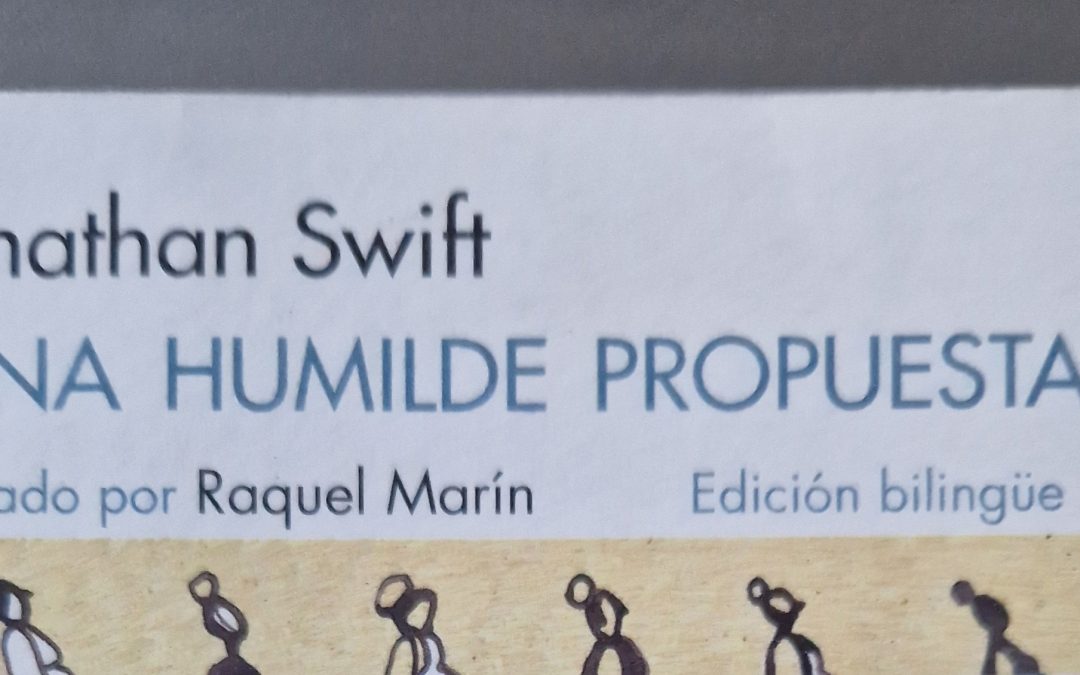 nathan Swift
NA HUMILDE PROPUESTA
ado por Raquel Marín Edición bilingüe